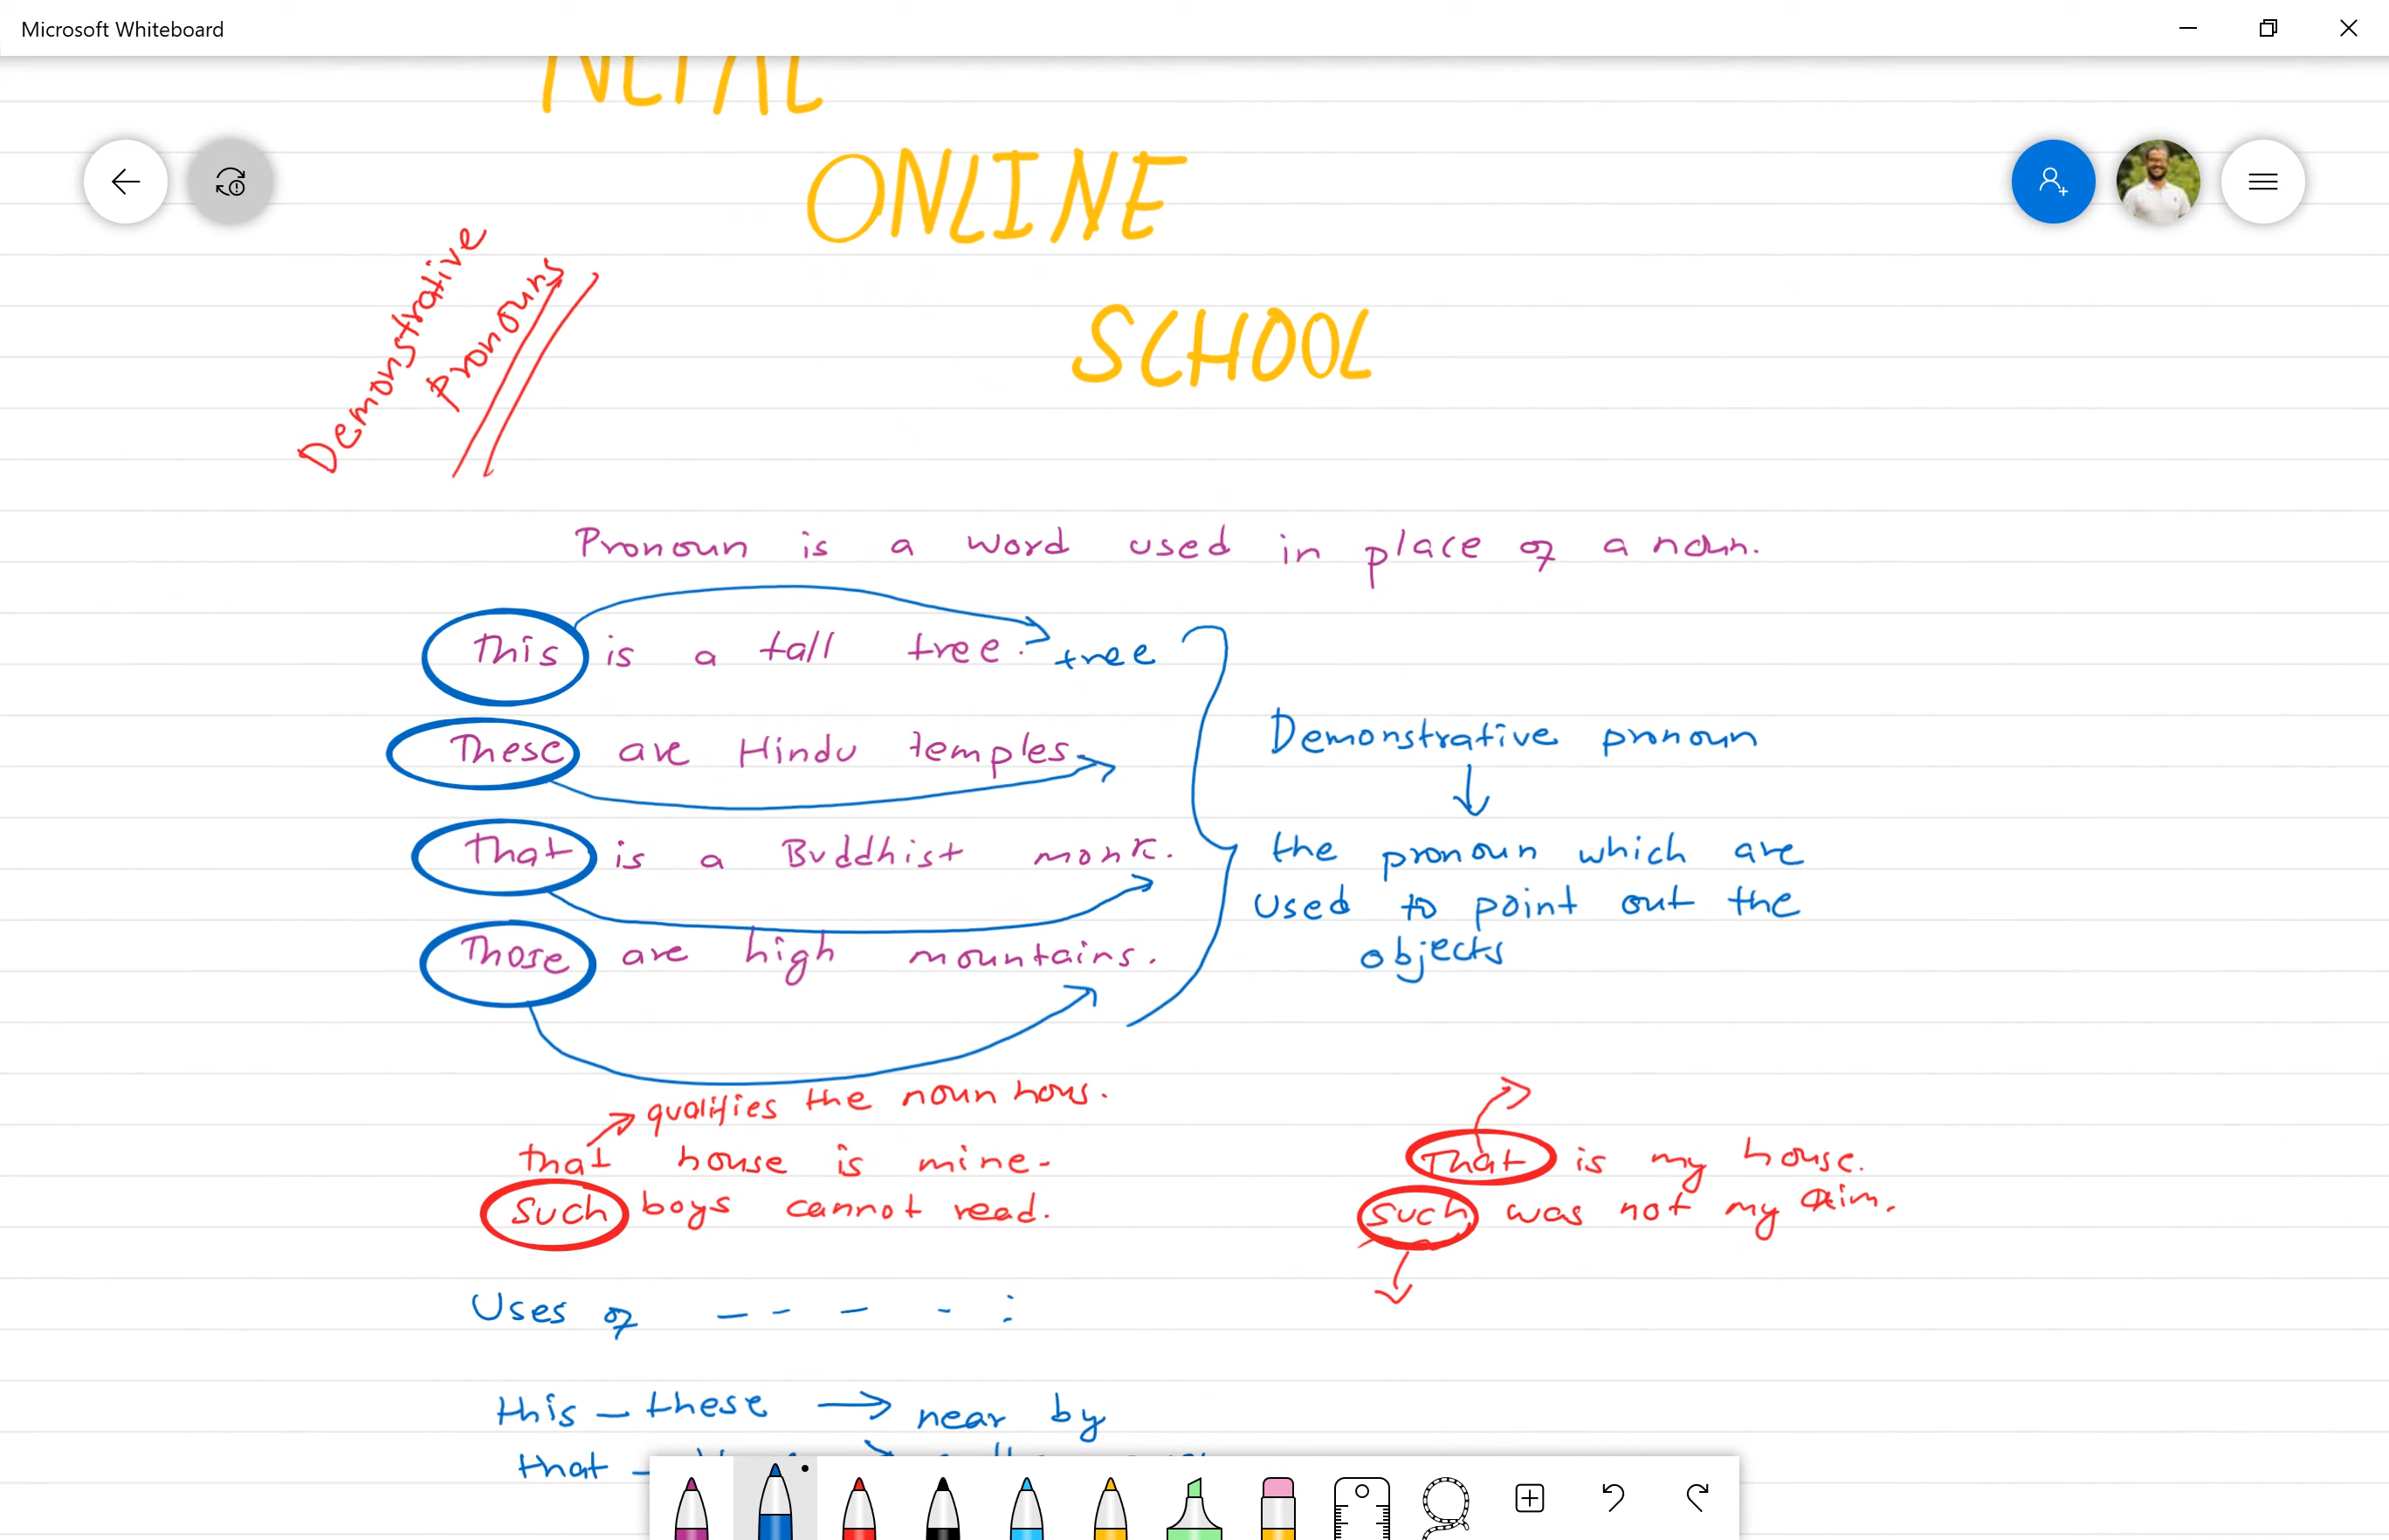 Microsoft Whiteboard
NEPAL
ONLINE
SCHOOL
Demonstrative
pronouns
Pronoun is a word used in place of a noun.
This is a tall tree. tree
These are Hindu temples
That is a Buddhist monk.
Those are high mountains.
Demonstrative pronoun
the pronoun which are
used to point out the
objects
qualifies the noun hous.
that house is mine.
Such boys cannot read.
That is my house.
Such was not my aim.
Uses of - - - - :
this - these → near by
that -